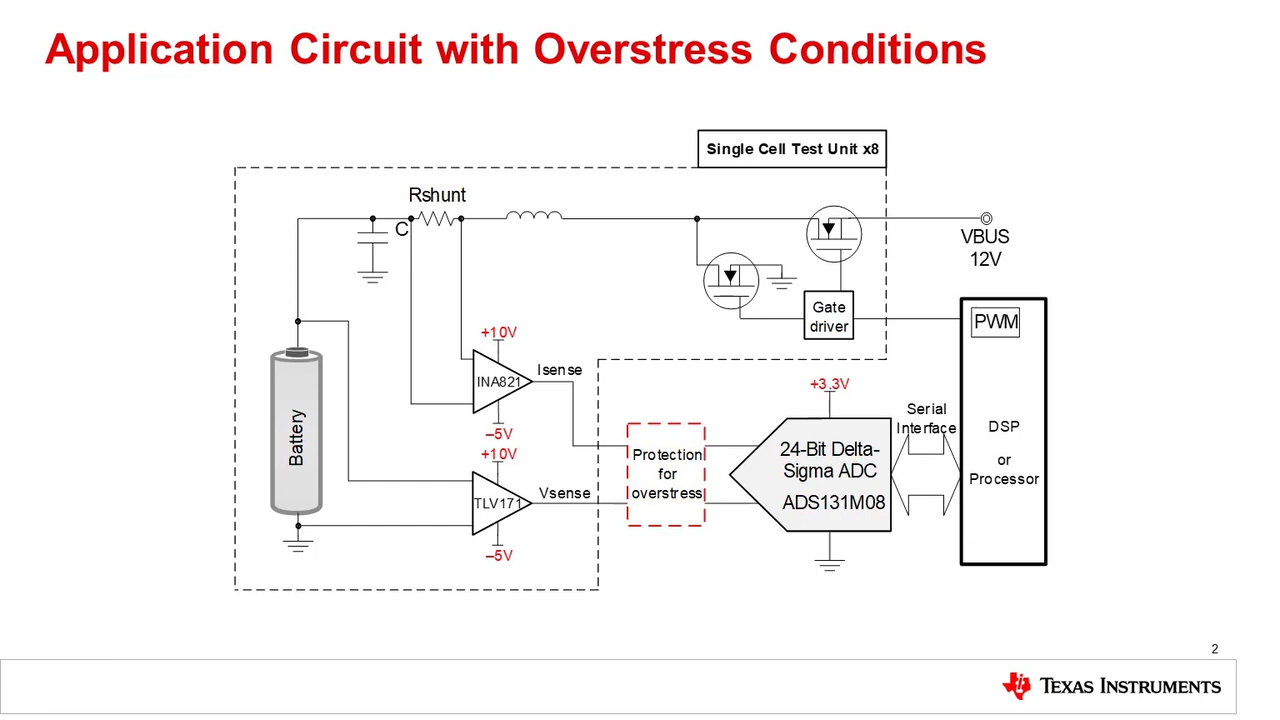 Application Circuit with Overstress Conditions
Single Cell Test Unit x8
Rshunt
C
VBUS
12V
Gate
driver
PWM
+10V
INA821
Isense
–5V
+10V
TLV171
Vsense
–5V
Battery
Protection
for
overstress
+3.3V
24-Bit Delta-
Sigma ADC
ADS131M08
Serial
Interface
DSP
or
Processor
2
TEXAS INSTRUMENTS